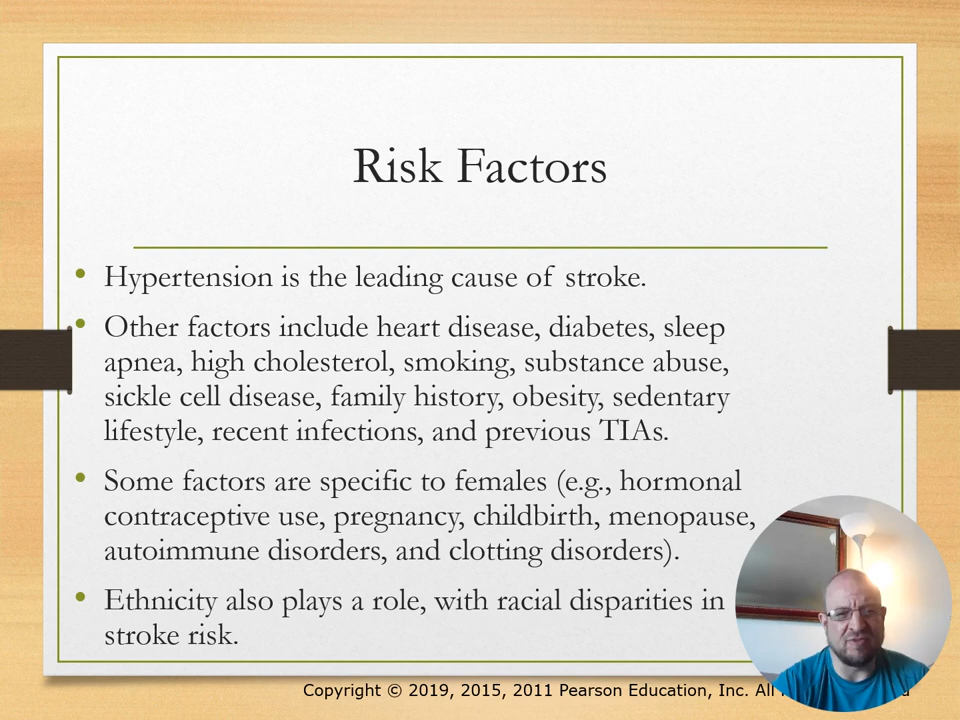 Risk Factors
• Hypertension is the leading cause of stroke.
• Other factors include heart disease, diabetes, sleep
apnea, high cholesterol, smoking, substance abuse,
sickle cell disease, family history, obesity, sedentary
lifestyle, recent infections, and previous TIAs.
• Some factors are specific to females (e.g., hormonal
contraceptive use, pregnancy, childbirth, menopause,
autoimmune disorders, and clotting disorders).
• Ethnicity also plays a role, with racial disparities in
stroke risk.
Copyright © 2019, 2015, 2011 Pearson Education, Inc. All